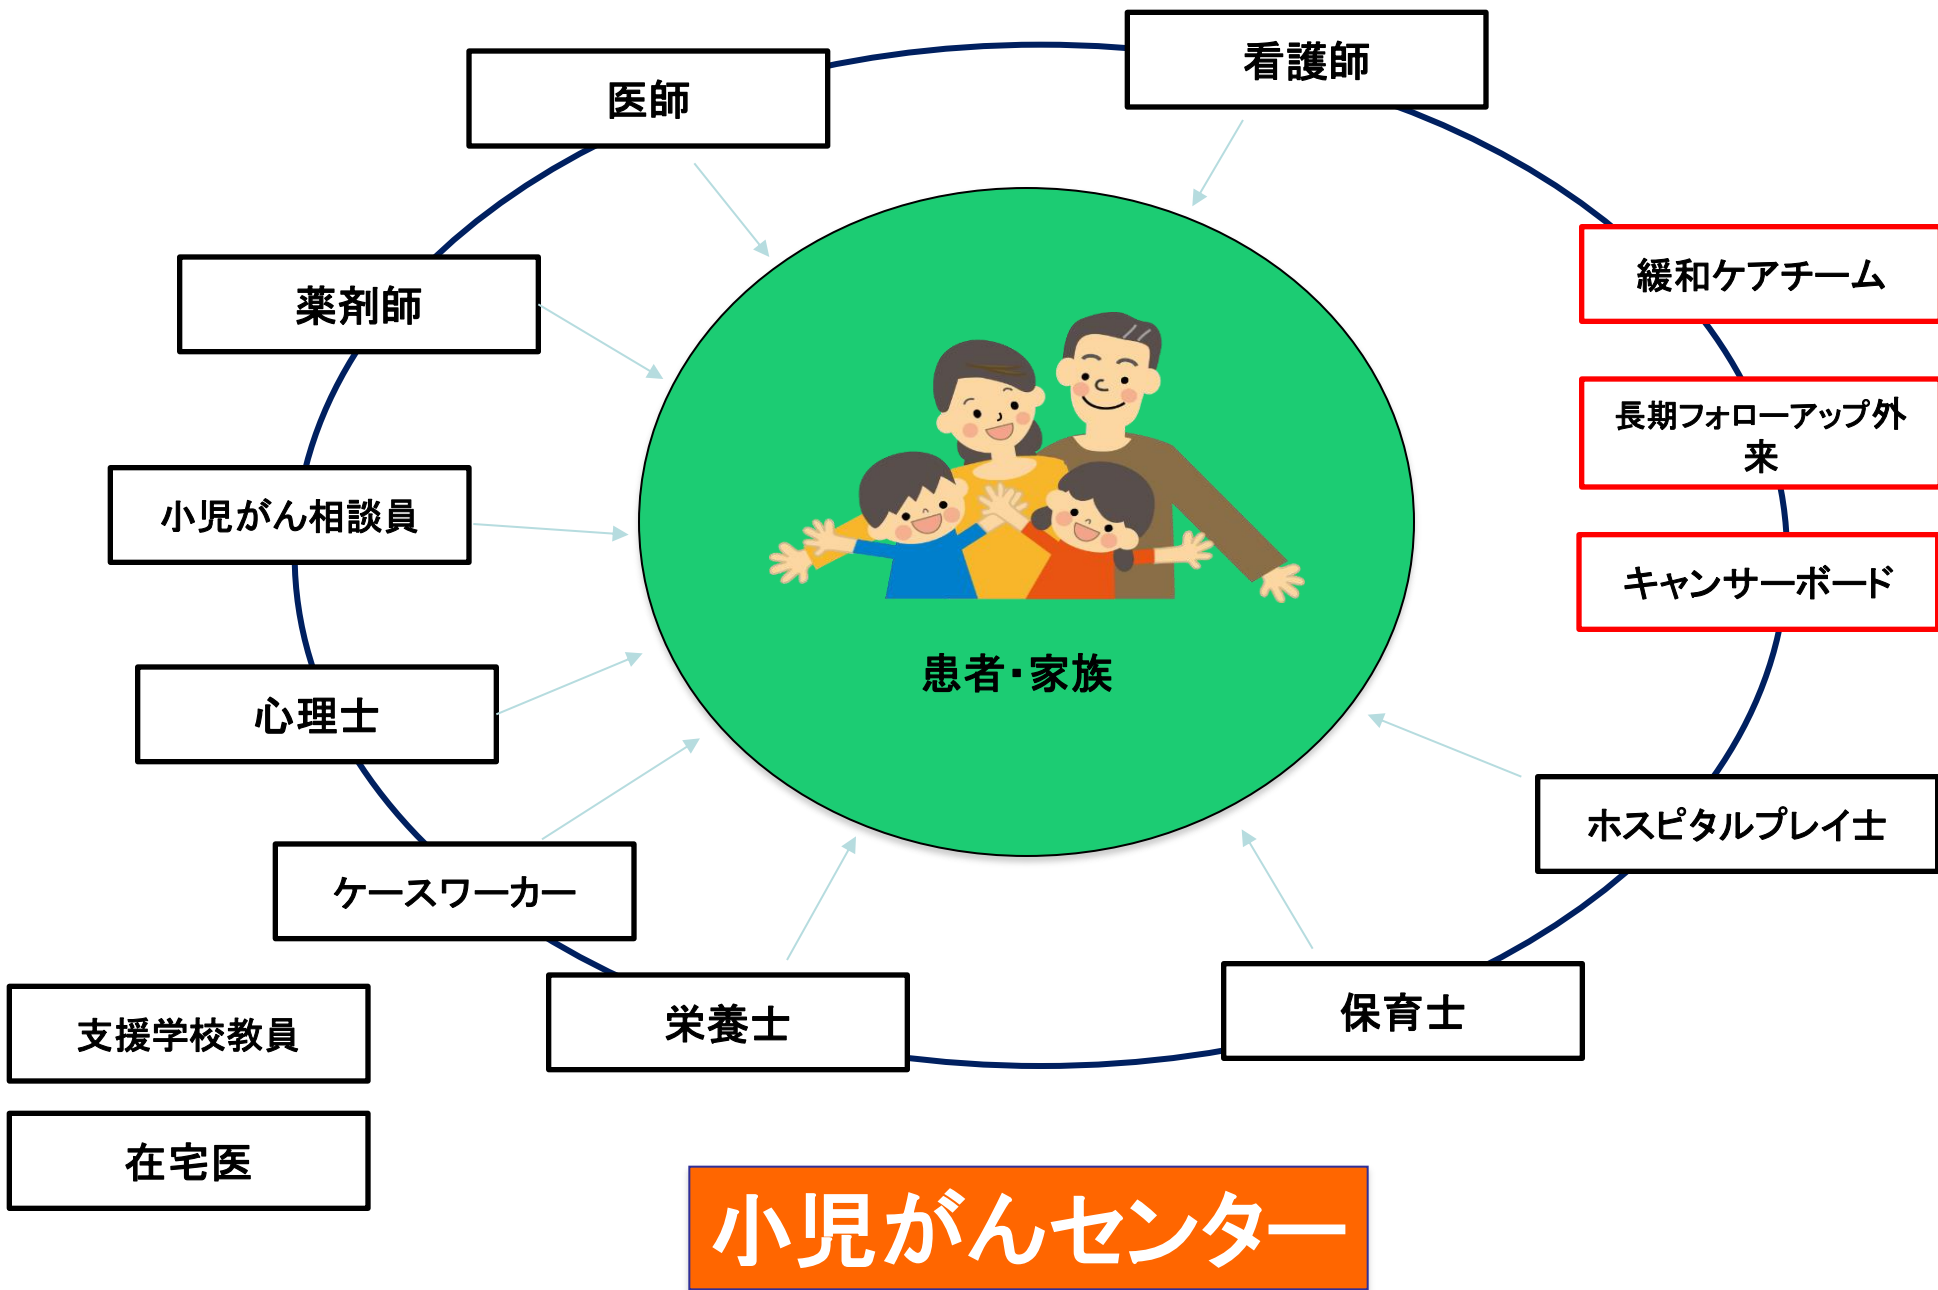 看護師
医師
緩和ケアチーム
薬剤師
長期フォローアップ外
来
小児がん相談員
キャンサーボード
患者・家族
心理士
ホスピタルプレイ士
ケースワーカー
栄養士
保育士
支援学校教員
在宅医
小児がんセンター